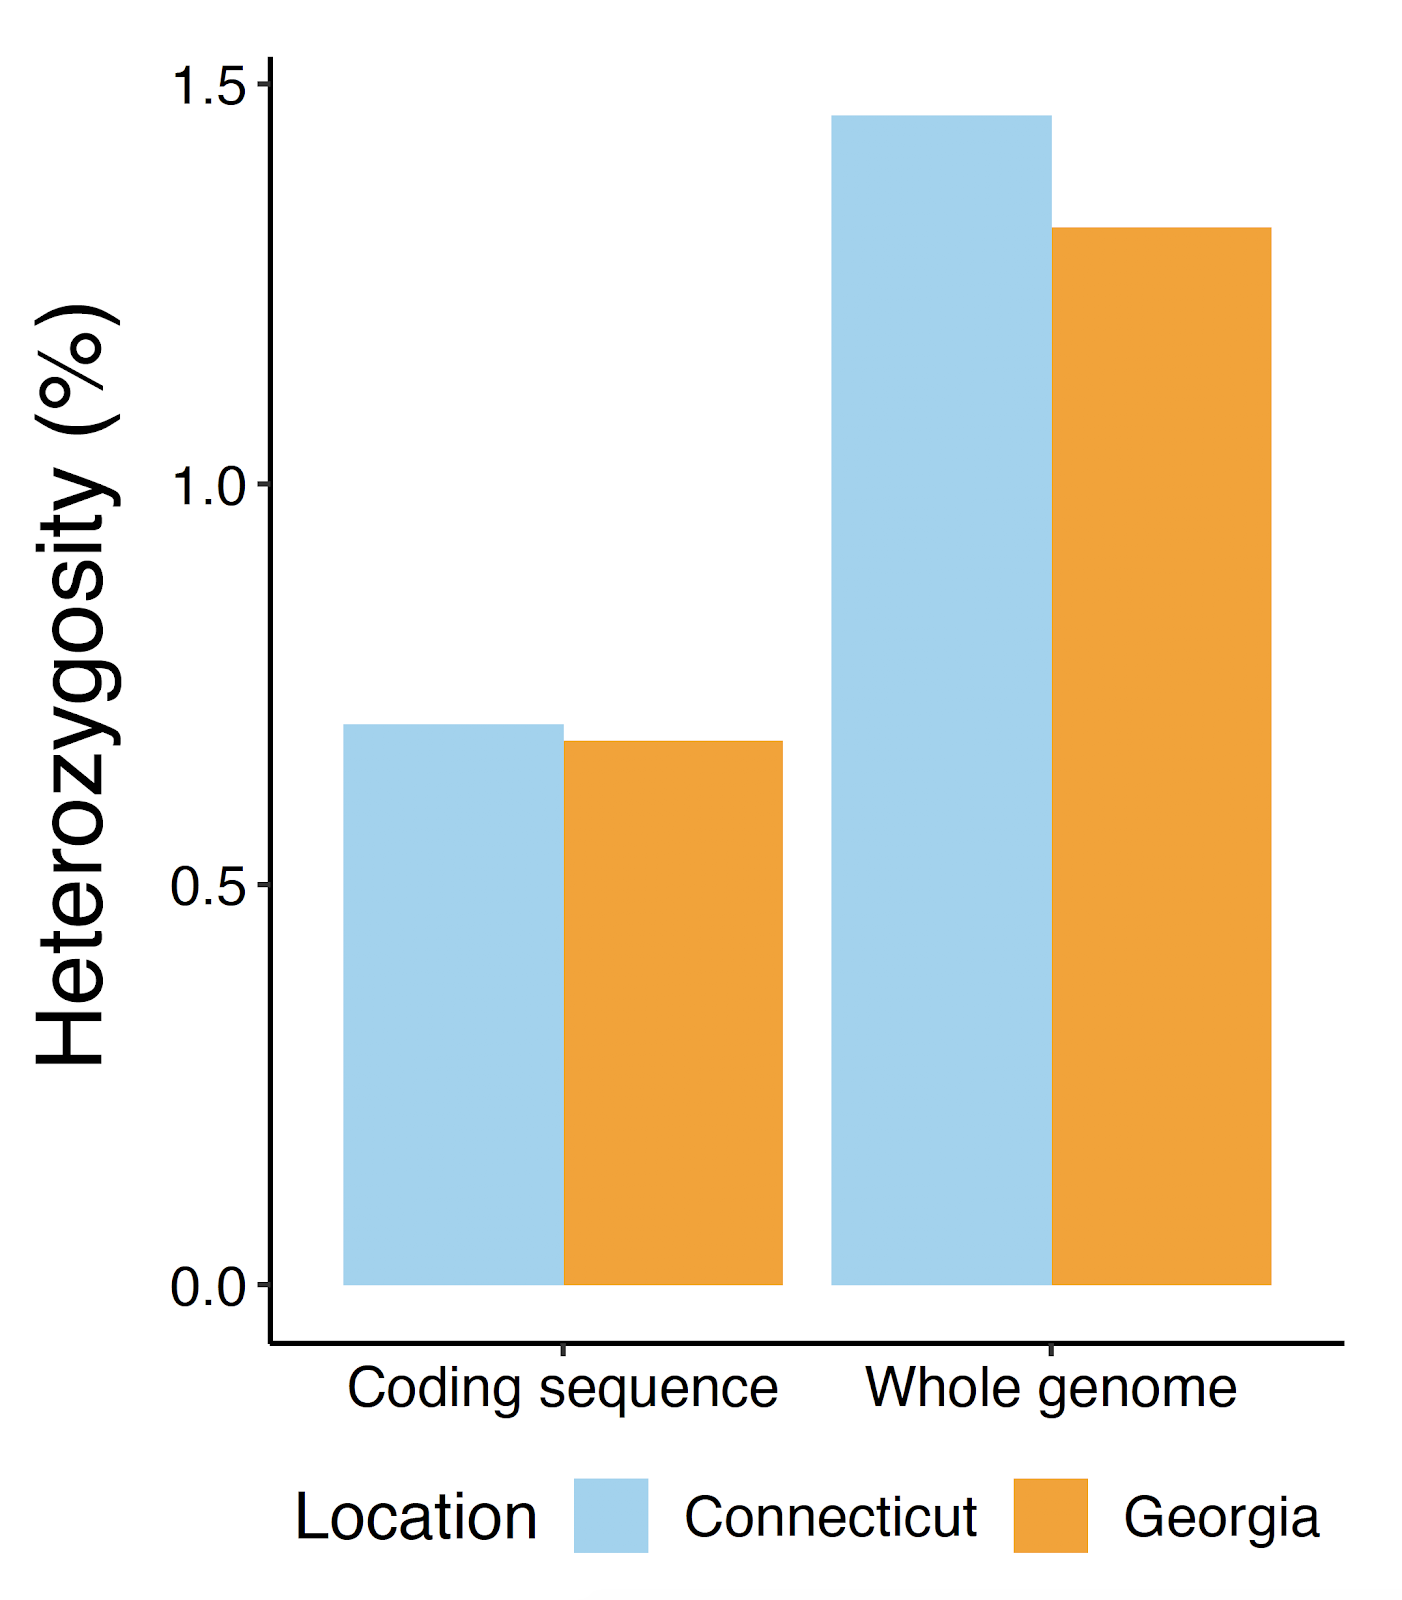 Heterozygosity (%)
1.5
1.0
0.5
0.0
Coding sequence Whole genome
Location Connecticut Georgia